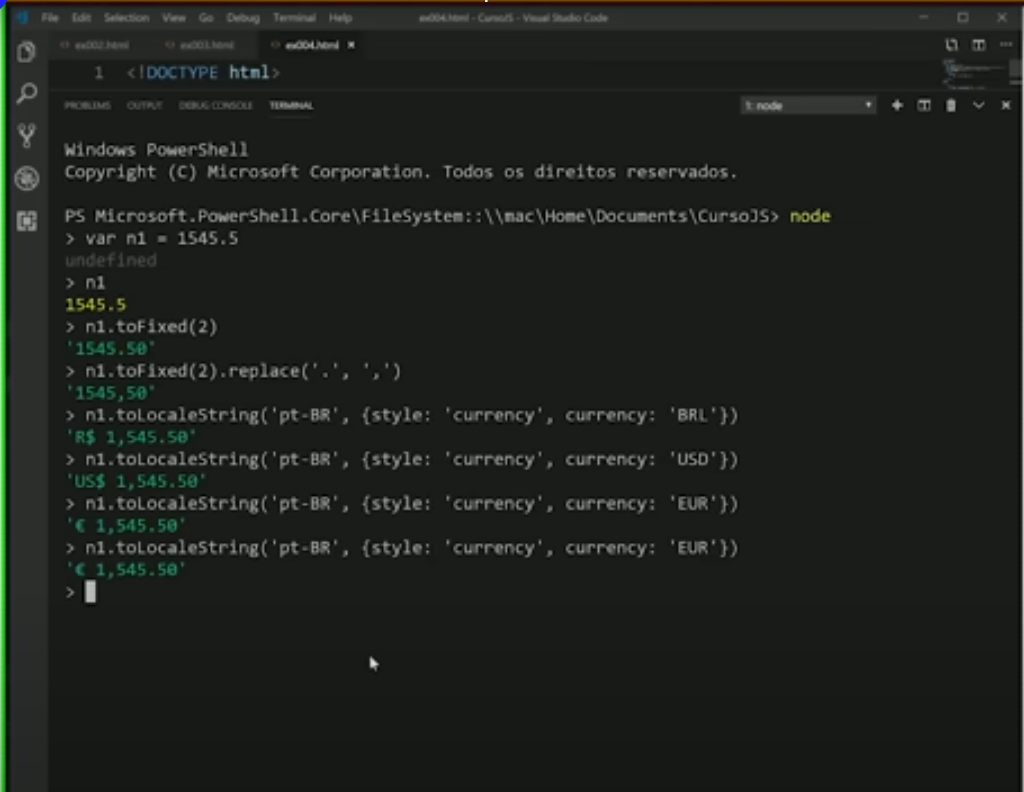 File Edit Selection View Go Debug Terminal Help ex004.html - CursoJS - Visual Studio Code
ex002.html ex003.html ex004.html
1 <!DOCTYPE html>
PROBLEMS OUTPUT DEBUG CONSOLE TERMINAL 1: node
Windows PowerShell
Copyright (C) Microsoft Corporation. Todos os direitos reservados.
PS Microsoft.PowerShell.Core\FileSystem::\\mac\Home\Documents\CursoJS> node
> var n1 = 1545.5
undefined
> n1
1545.5
> n1.toFixed(2)
'1545.50'
> n1.toFixed(2).replace('.', ',')
'1545,50'
> n1.toLocaleString('pt-BR', {style: 'currency', currency: 'BRL'})
'R$ 1,545.50'
> n1.toLocaleString('pt-BR', {style: 'currency', currency: 'USD'})
'US$ 1,545.50'
> n1.toLocaleString('pt-BR', {style: 'currency', currency: 'EUR'})
'€ 1,545.50'
> n1.toLocaleString('pt-BR', {style: 'currency', currency: 'EUR'})
'€ 1,545.50'
>